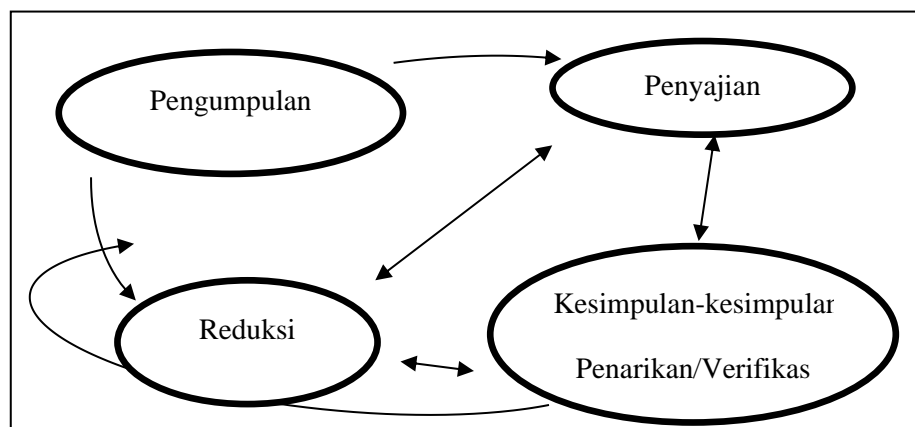 Pengumpulan
Penyajian
Reduksi
Kesimpulan-kesimpular
Penarikan/Verifikas